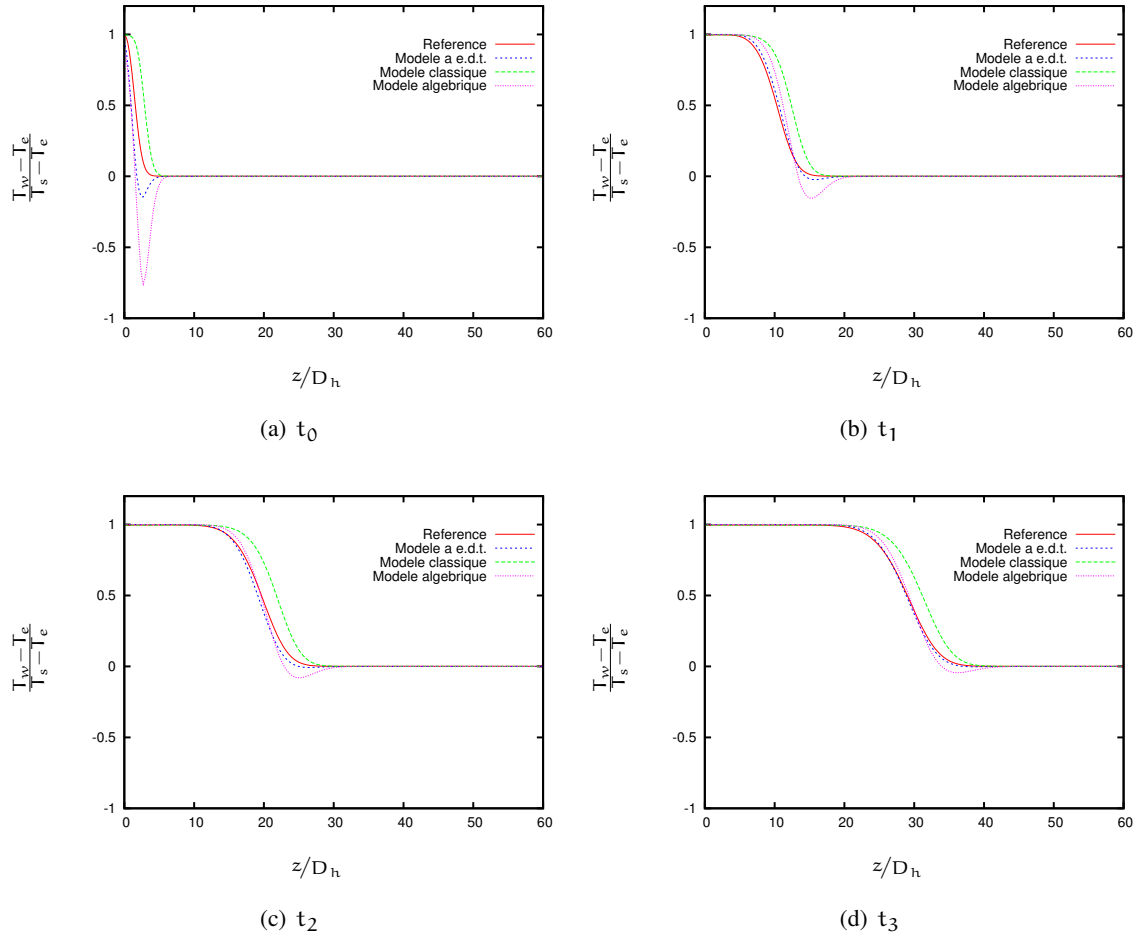 1
0.5
0
-0.5
-1
0 10 20 30 40 50 60
Reference
Modele a e.d.t.
Modele classique
Modele algebrique
T_w − T_e
T_s − T_e
z/D_h
(a) t_0
1
0.5
0
-0.5
-1
0 10 20 30 40 50 60
Reference
Modele a e.d.t.
Modele classique
Modele algebrique
T_w − T_e
T_s − T_e
z/D_h
(b) t_1
1
0.5
0
-0.5
-1
0 10 20 30 40 50 60
Reference
Modele a e.d.t.
Modele classique
Modele algebrique
T_w − T_e
T_s − T_e
z/D_h
(c) t_2
1
0.5
0
-0.5
-1
0 10 20 30 40 50 60
Reference
Modele a e.d.t.
Modele classique
Modele algebrique
T_w − T_e
T_s − T_e
z/D_h
(d) t_3